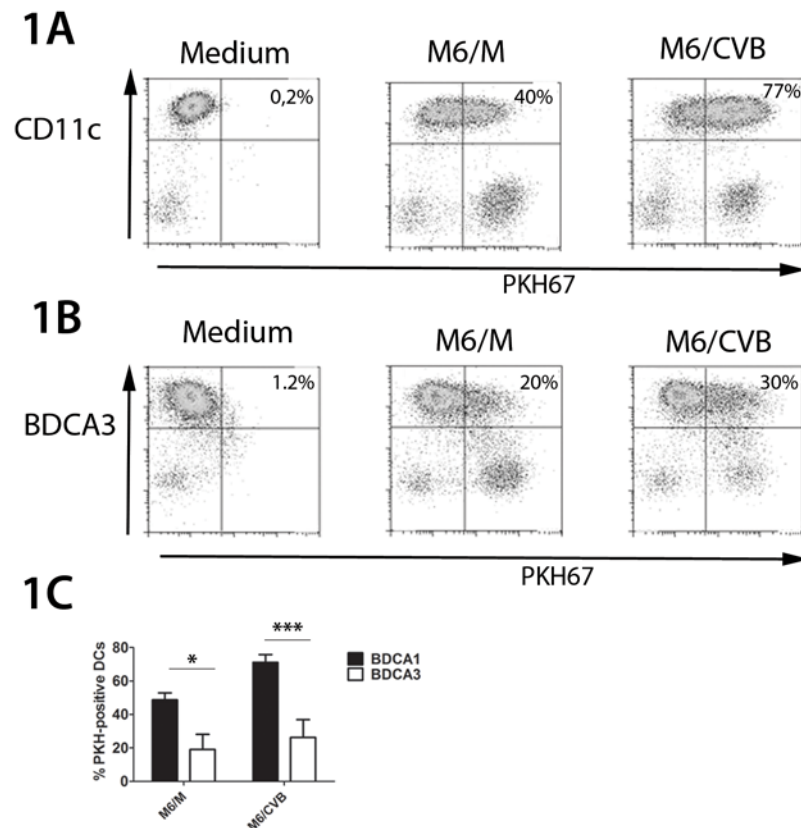 1A
Medium M6/M M6/CVB
CD11c
0,2% 40% 77%
PKH67
1B
Medium M6/M M6/CVB
BDCA3
1.2% 20% 30%
PKH67
1C
% PKH-positive DCs
80
60
40
20
0
* ***
BDCA1
BDCA3
M6/M M6/CVB